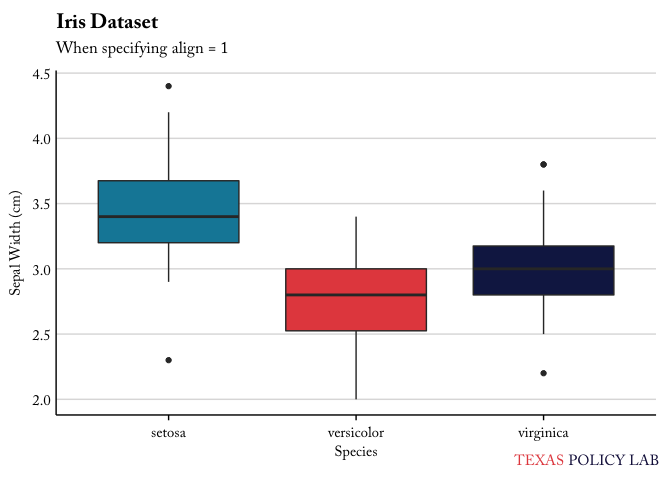 Iris Dataset
When specifying align = 1
Sepal Width (cm)
4.5
4.0
3.5
3.0
2.5
2.0
setosa versicolor virginica
Species
TEXAS POLICY LAB